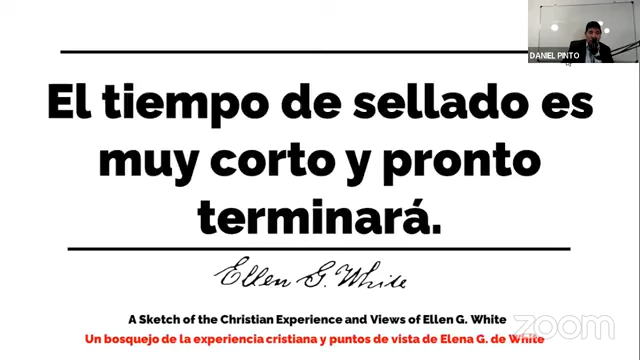 DANIEL PINTO
El tiempo de sellado es
muy corto y pronto
terminará.
Ellen G. White
A Sketch of the Christian Experience and Views of Ellen G. White
Un bosquejo de la experiencia cristiana y puntos de vista de Elena G. de White
zoom